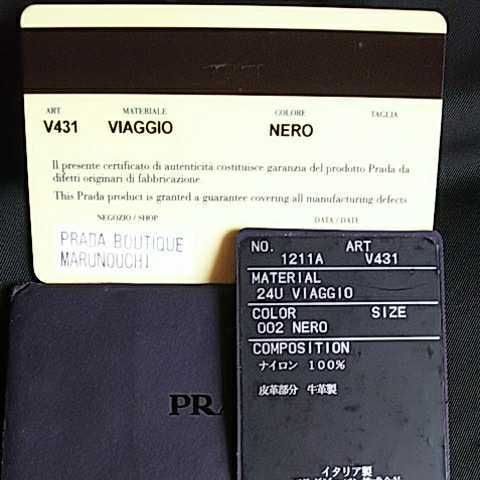 ART MATERIALE COLORE TAGLIA
V431 VIAGGIO NERO
Il presente certificato di autenticità costituisce garanzia del prodotto Prada da
difetti originari di fabbricazione.
This Prada product is granted a guarantee covering all manufacturing defects
NEGOZIO / SHOP DATA / DATE
PRADA BOUTIQUE
MARUNOUCHI
NO. ART
1211A V431
MATERIAL
24U VIAGGIO
COLOR SIZE
002 NERO
COMPOSITION
ナイロン 100%
皮革部分 牛革製
イタリア製
PRA